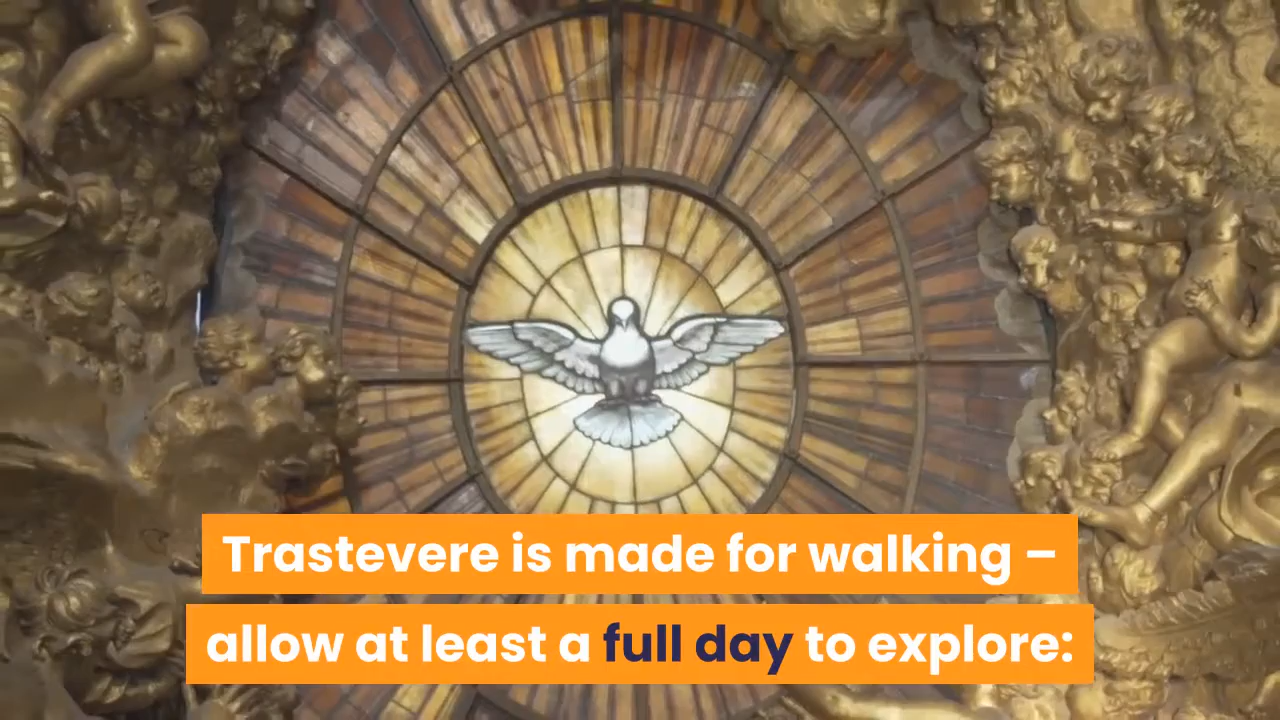 Trastevere is made for walking –
allow at least a full day to explore: